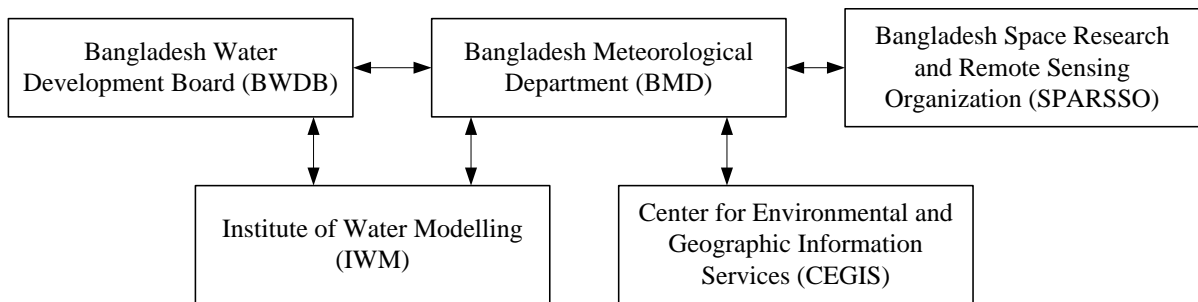 Bangladesh Water
Development Board (BWDB)
Bangladesh Meteorological
Department (BMD)
Bangladesh Space Research
and Remote Sensing
Organization (SPARSSO)
Institute of Water Modelling
(IWM)
Center for Environmental and
Geographic Information
Services (CEGIS)